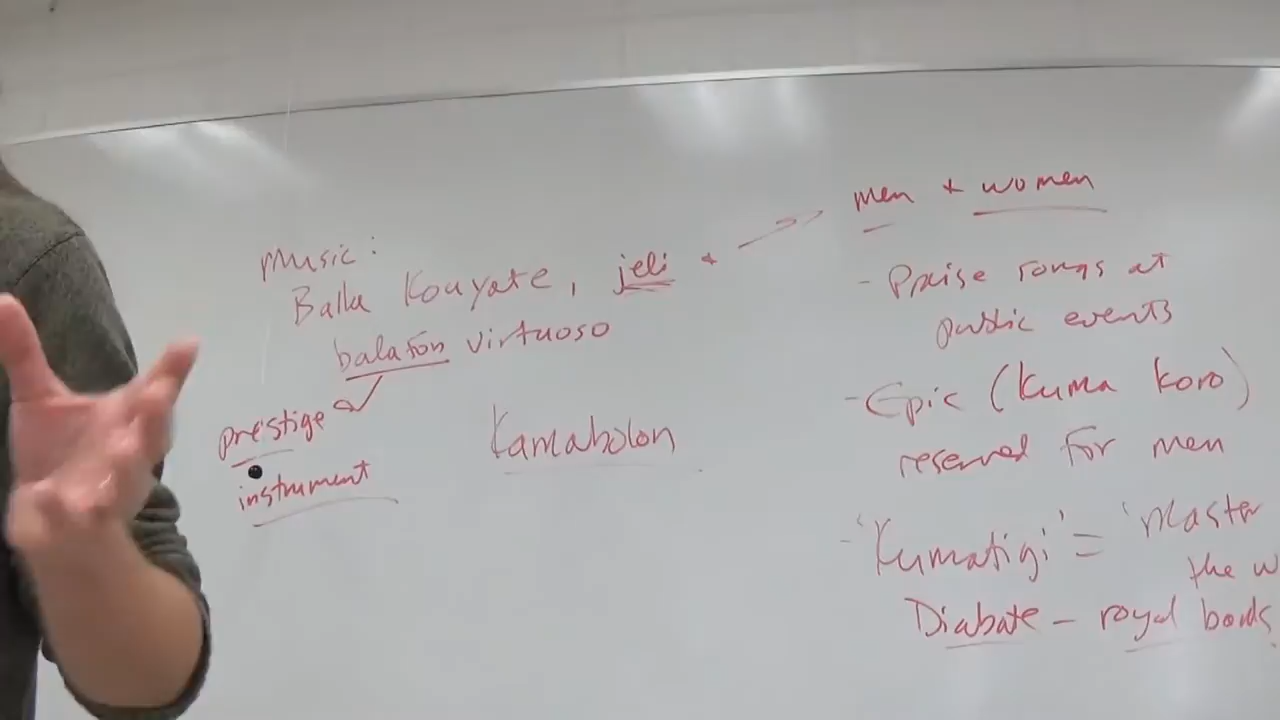 Music:
Balla Kouyate, jeli +
balafon virtuoso
prestige
instrument
Kamabolon
men + women
- Praise songs at
public events
- Epic (Kuma Koro)
reserved for men
- 'Kumatigi' = 'Master
the w
Diabate - royal bards